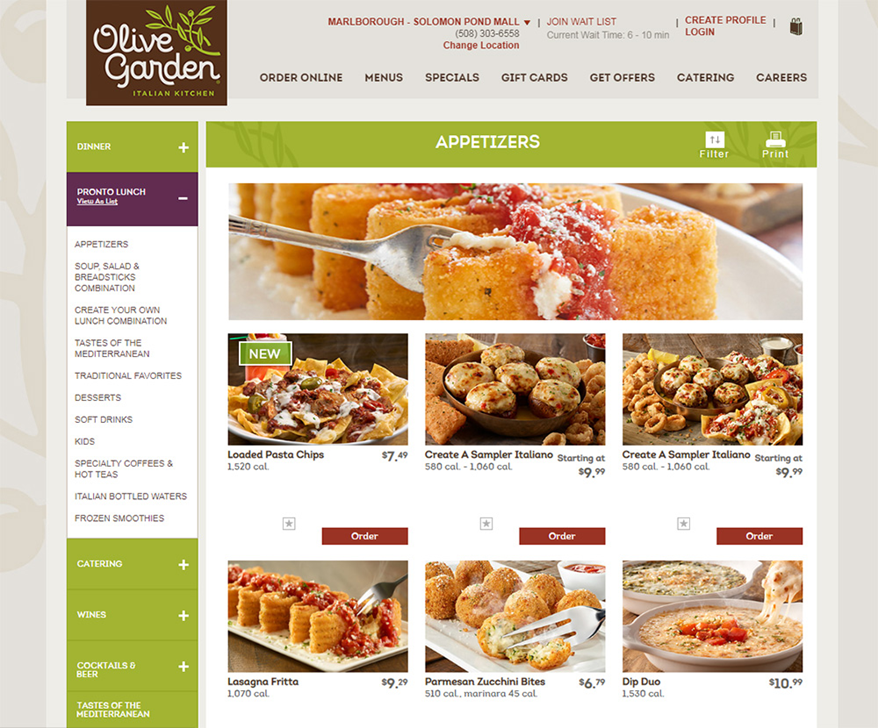 Olive
Garden
ITALIAN KITCHEN
MARLBOROUGH - SOLOMON POND MALL
(508) 303-6558
Change Location
JOIN WAIT LIST
Current Wait Time: 6 - 10 min
CREATE PROFILE
LOGIN
ORDER ONLINE MENUS SPECIALS GIFT CARDS GET OFFERS CATERING CAREERS
DINNER +
PRONTO LUNCH −
View As List
APPETIZERS
SOUP, SALAD &
BREADSTICKS
COMBINATION
CREATE YOUR OWN
LUNCH COMBINATION
TASTES OF THE
MEDITERRANEAN
TRADITIONAL FAVORITES
DESSERTS
SOFT DRINKS
KIDS
SPECIALTY COFFEES &
HOT TEAS
ITALIAN BOTTLED WATERS
FROZEN SMOOTHIES
CATERING +
WINES +
COCKTAILS &
BEER +
TASTES OF THE
MEDITERRANEAN
APPETIZERS
Filter
Print
NEW
Loaded Pasta Chips $7.49
1,520 cal.
Order
Create A Sampler Italiano Starting at
580 cal. - 1,060 cal. $9.99
Order
Create A Sampler Italiano Starting at
580 cal. - 1,060 cal. $9.99
Order
Lasagna Fritta $9.29
1,070 cal.
Parmesan Zucchini Bites $6.79
510 cal., marinara 45 cal.
Dip Duo $10.99
1,530 cal.